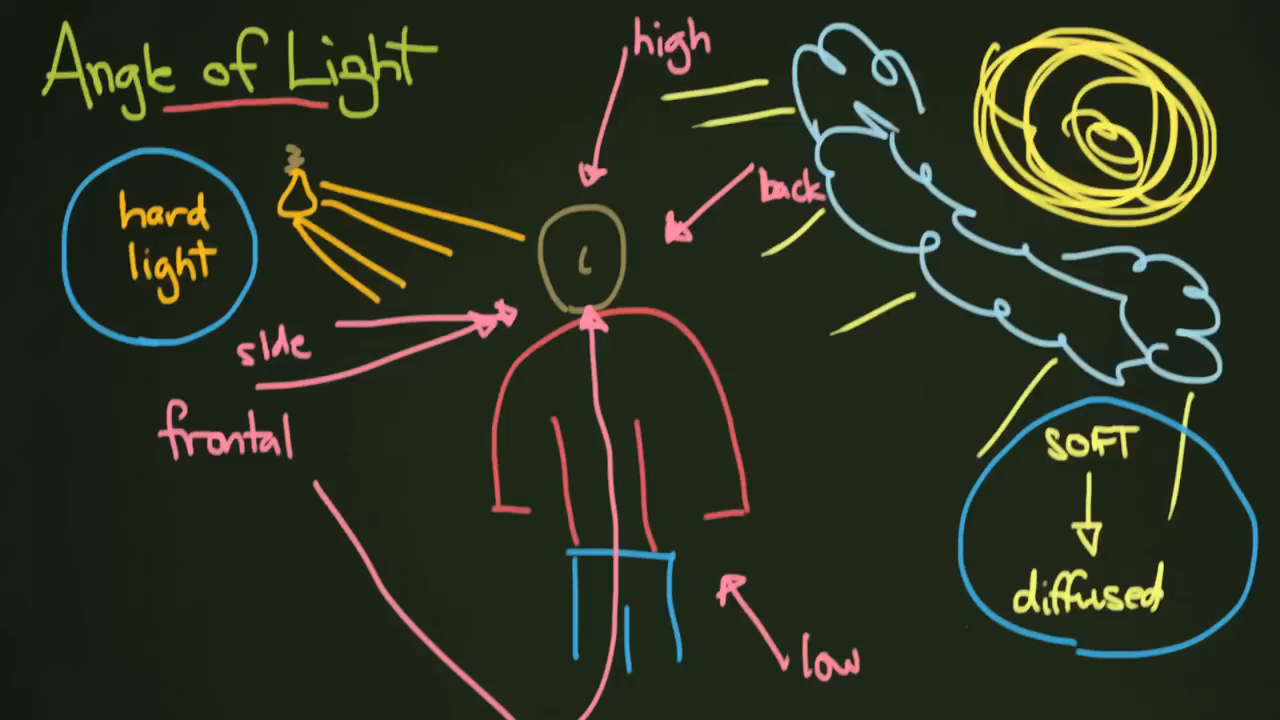 Angle of Light
high
back
hard
light
side
frontal
SOFT
diffused
low